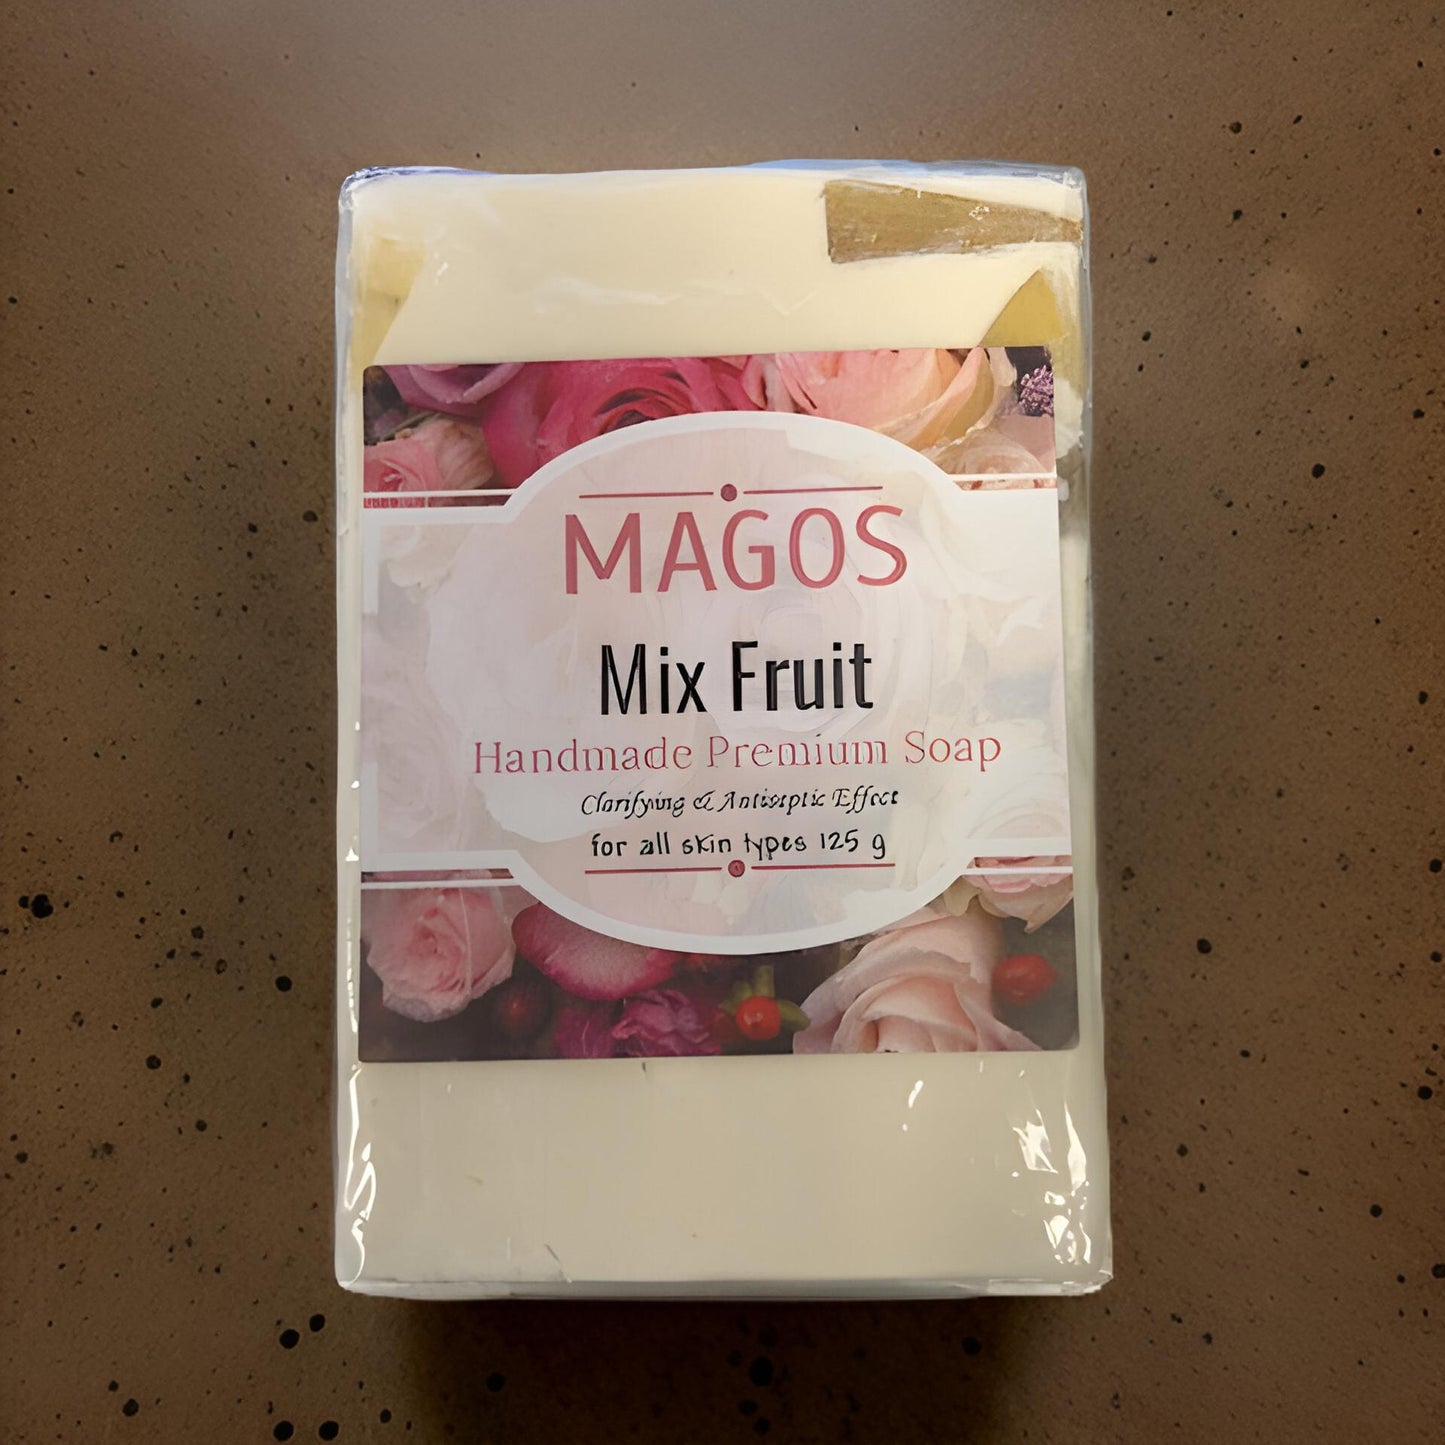 MAGOS
Mix Fruit
Handmade Premium Soap
Clarifying & Antiseptic Effect
for all skin types 125 g